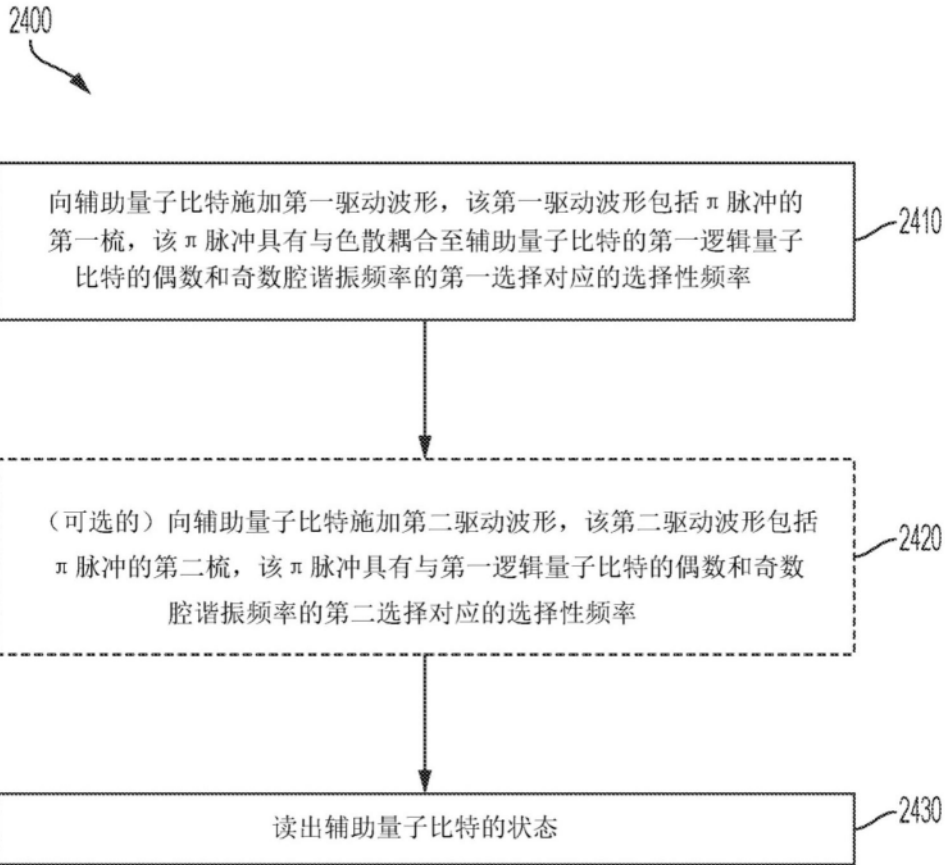 2400
向辅助量子比特施加第一驱动波形，该第一驱动波形包括π脉冲的
第一梳，该π脉冲具有与色散耦合至辅助量子比特的第一逻辑量子
比特的偶数和奇数腔谐振频率的第一选择对应的选择性频率
2410
（可选的）向辅助量子比特施加第二驱动波形，该第二驱动波形包括
π脉冲的第二梳，该π脉冲具有与第一逻辑量子比特的偶数和奇数
腔谐振频率的第二选择对应的选择性频率
2420
读出辅助量子比特的状态
2430